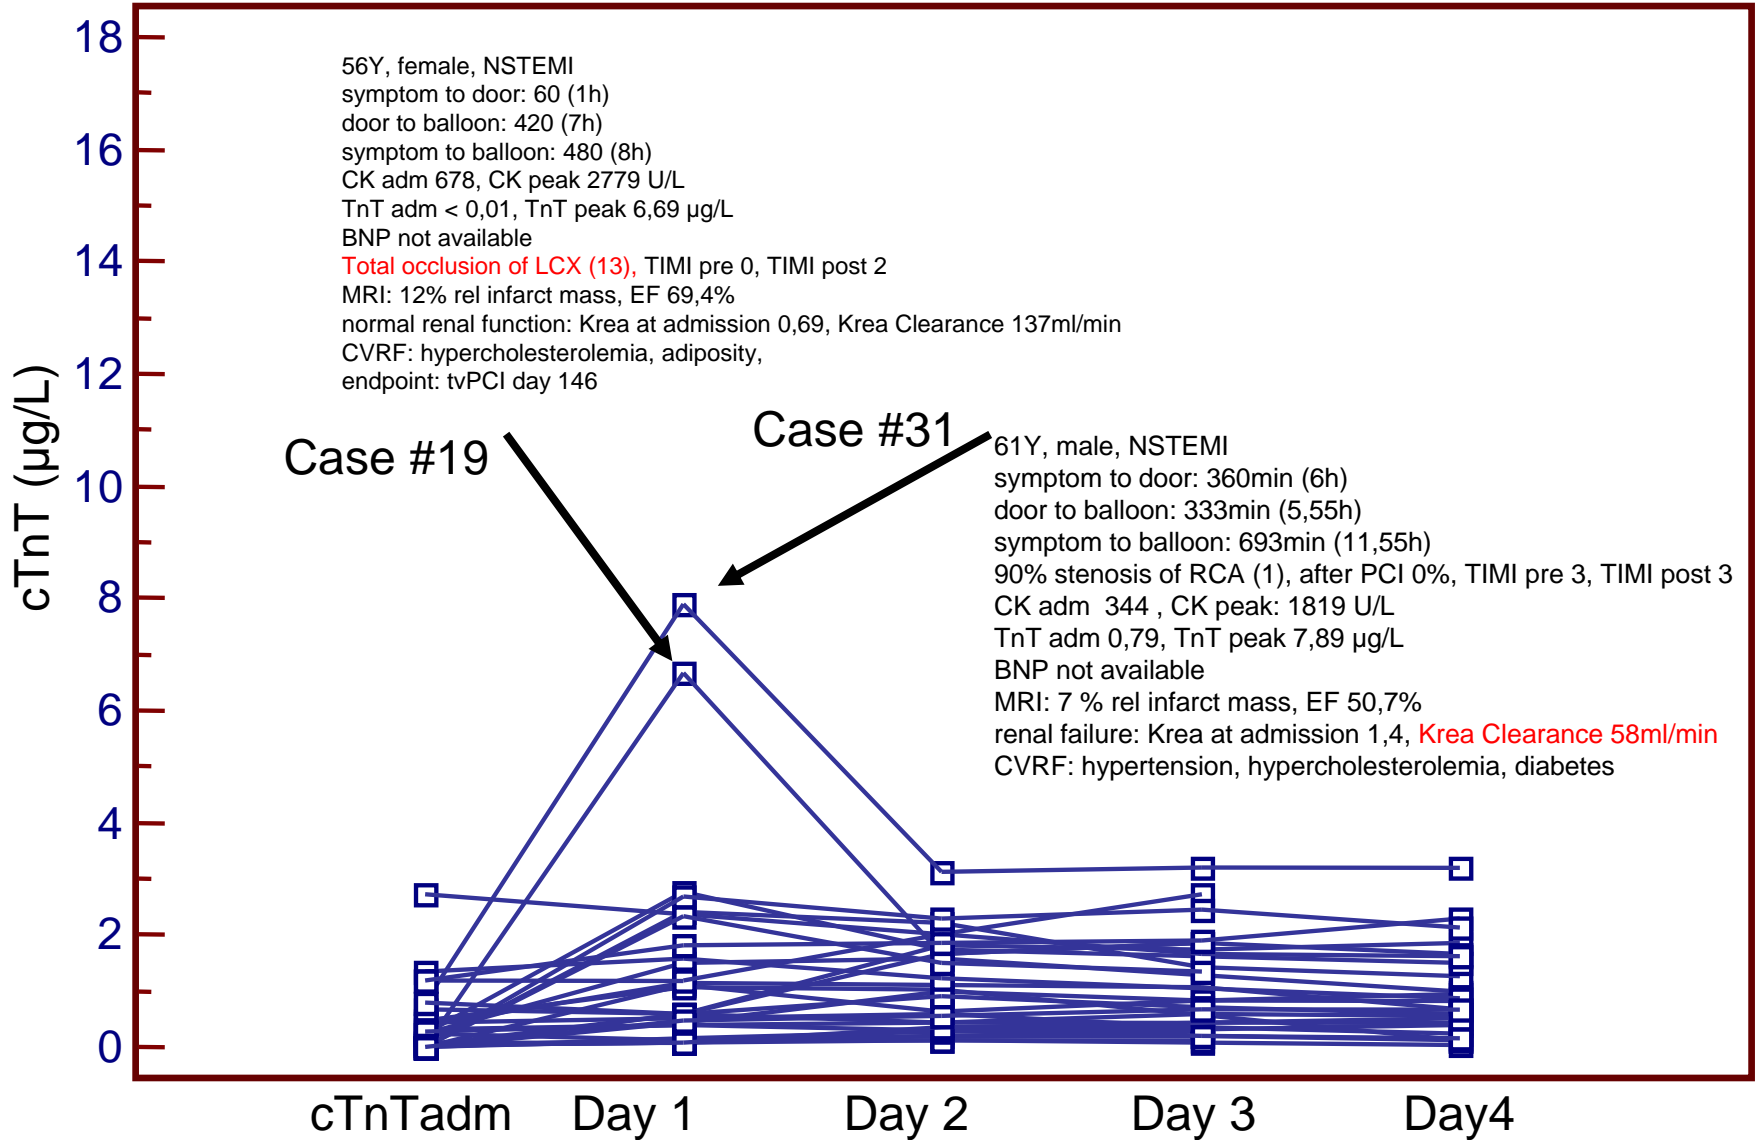 18
16
14
12
10
8
6
4
2
0
cTnT (µg/L)
56Y, female, NSTEMI
symptom to door: 60 (1h)
door to balloon: 420 (7h)
symptom to balloon: 480 (8h)
CK adm 678, CK peak 2779 U/L
TnT adm < 0,01, TnT peak 6,69 µg/L
BNP not available
Total occlusion of LCX (13), TIMI pre 0, TIMI post 2
MRI: 12% rel infarct mass, EF 69,4%
normal renal function: Krea at admission 0,69, Krea Clearance 137ml/min
CVRF: hypercholesterolemia, adiposity,
endpoint: tvPCI day 146
Case #19
Case #31
61Y, male, NSTEMI
symptom to door: 360min (6h)
door to balloon: 333min (5,55h)
symptom to balloon: 693min (11,55h)
90% stenosis of RCA (1), after PCI 0%, TIMI pre 3, TIMI post 3
CK adm 344 , CK peak: 1819 U/L
TnT adm 0,79, TnT peak 7,89 µg/L
BNP not available
MRI: 7 % rel infarct mass, EF 50,7%
renal failure: Krea at admission 1,4, Krea Clearance 58ml/min
CVRF: hypertension, hypercholesterolemia, diabetes
cTnTadm
Day 1
Day 2
Day 3
Day4